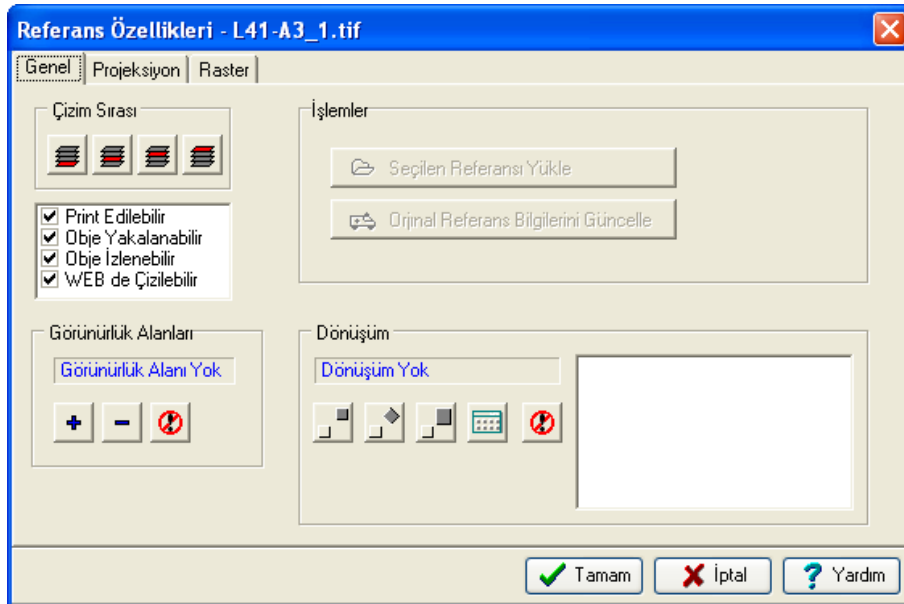 Referans Özellikleri - L41-A3_1.tif
Genel Projeksiyon Raster
Çizim Sırası
İşlemler
Seçilen Referansı Yükle
Orjinal Referans Bilgilerini Güncelle
Print Edilebilir
Obje Yakalanabilir
Obje İzlenebilir
WEB de Çizilebilir
Görünürlük Alanları
Görünürlük Alanı Yok
Dönüşüm
Dönüşüm Yok
Tamam
İptal
Yardım